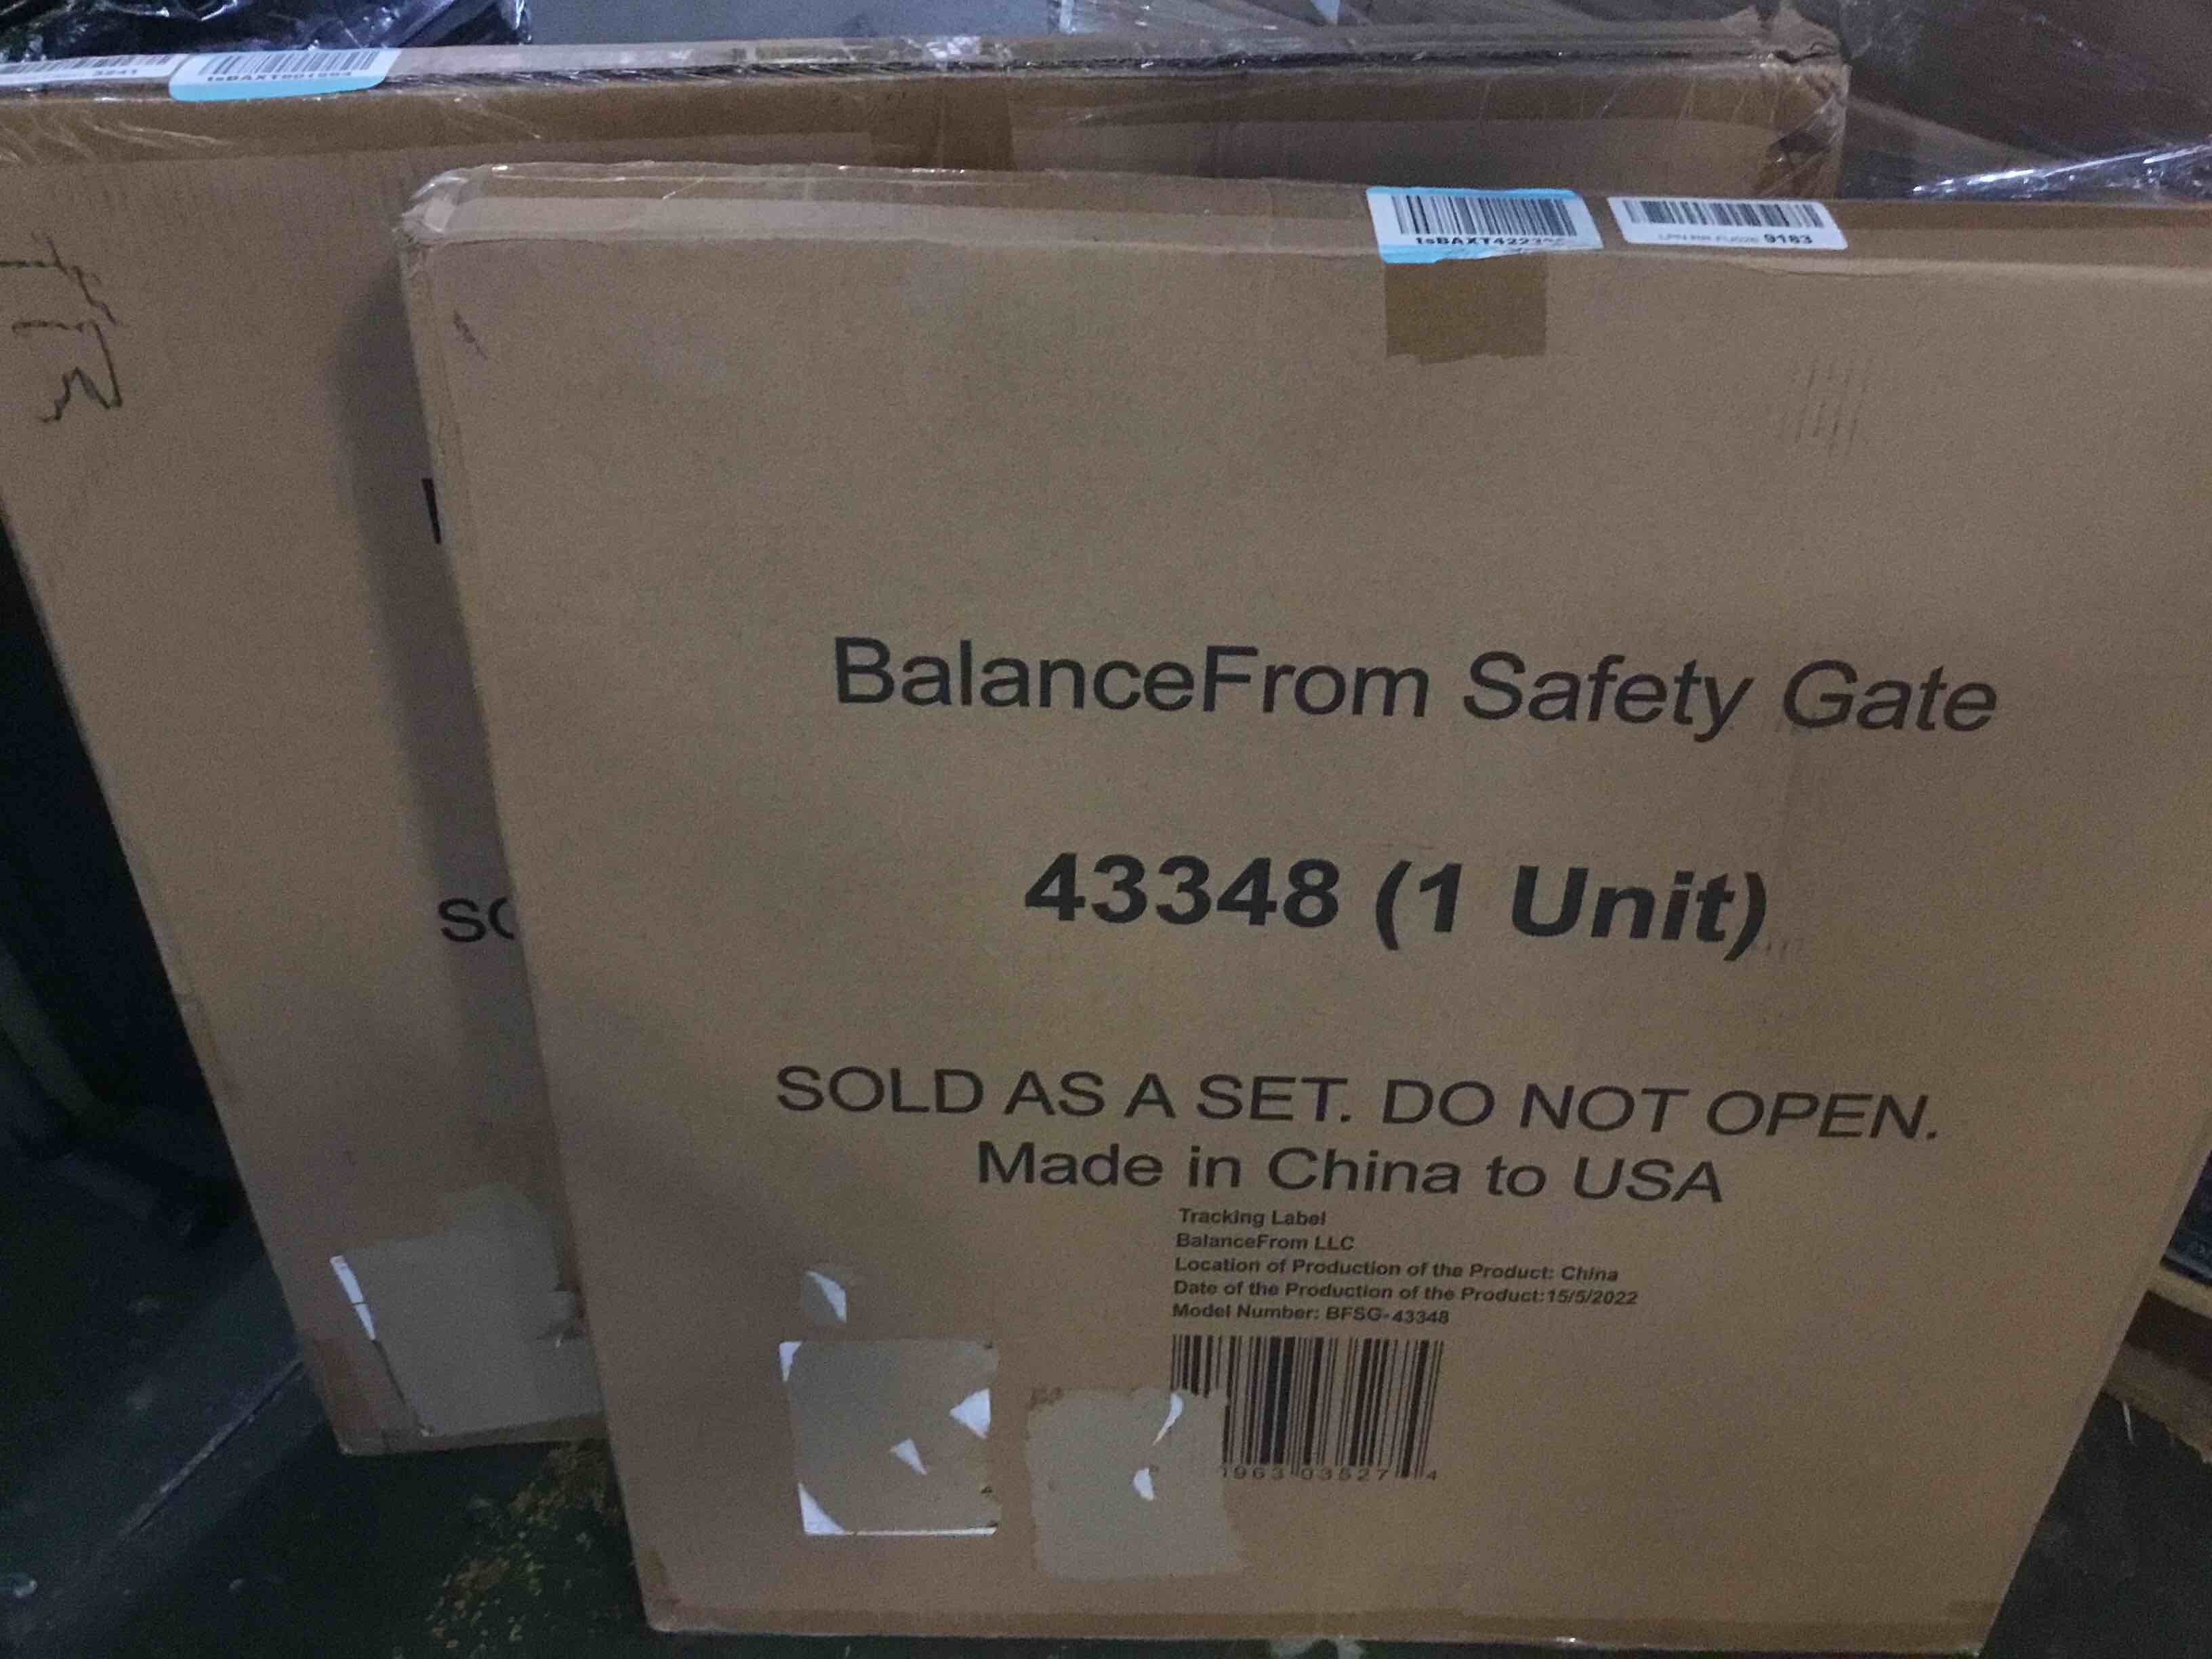 9183
BalanceFrom Safety Gate
43348 (1 Unit)
SOLD AS A SET. DO NOT OPEN.
Made in China to USA
Tracking Label
BalanceFrom LLC
Location of Production of the Product: China
Date of the Production of the Product:15/5/2022
Model Number: BFSG-43348